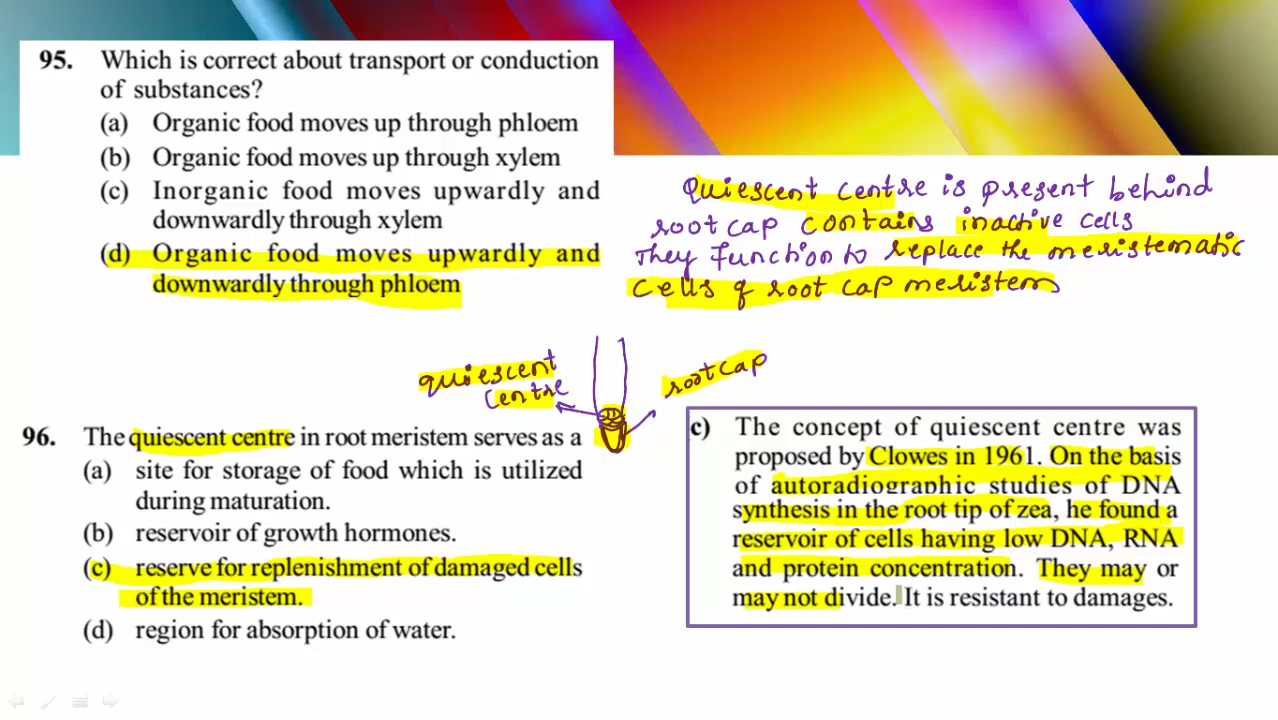 95. Which is correct about transport or conduction
of substances?
(a) Organic food moves up through phloem
(b) Organic food moves up through xylem
(c) Inorganic food moves upwardly and
downwardly through xylem
(d) Organic food moves upwardly and
downwardly through phloem
Quiescent centre is present behind
root cap contains inactive cells
They function to replace the meristematic
cells of root cap meristem
quiescent
centre
rootcap
96. The quiescent centre in root meristem serves as a
(a) site for storage of food which is utilized
during maturation.
(b) reservoir of growth hormones.
(c) reserve for replenishment of damaged cells
of the meristem.
(d) region for absorption of water.
c) The concept of quiescent centre was
proposed by Clowes in 1961. On the basis
of autoradiographic studies of DNA
synthesis in the root tip of zea, he found a
reservoir of cells having low DNA, RNA
and protein concentration. They may or
may not divide. It is resistant to damages.